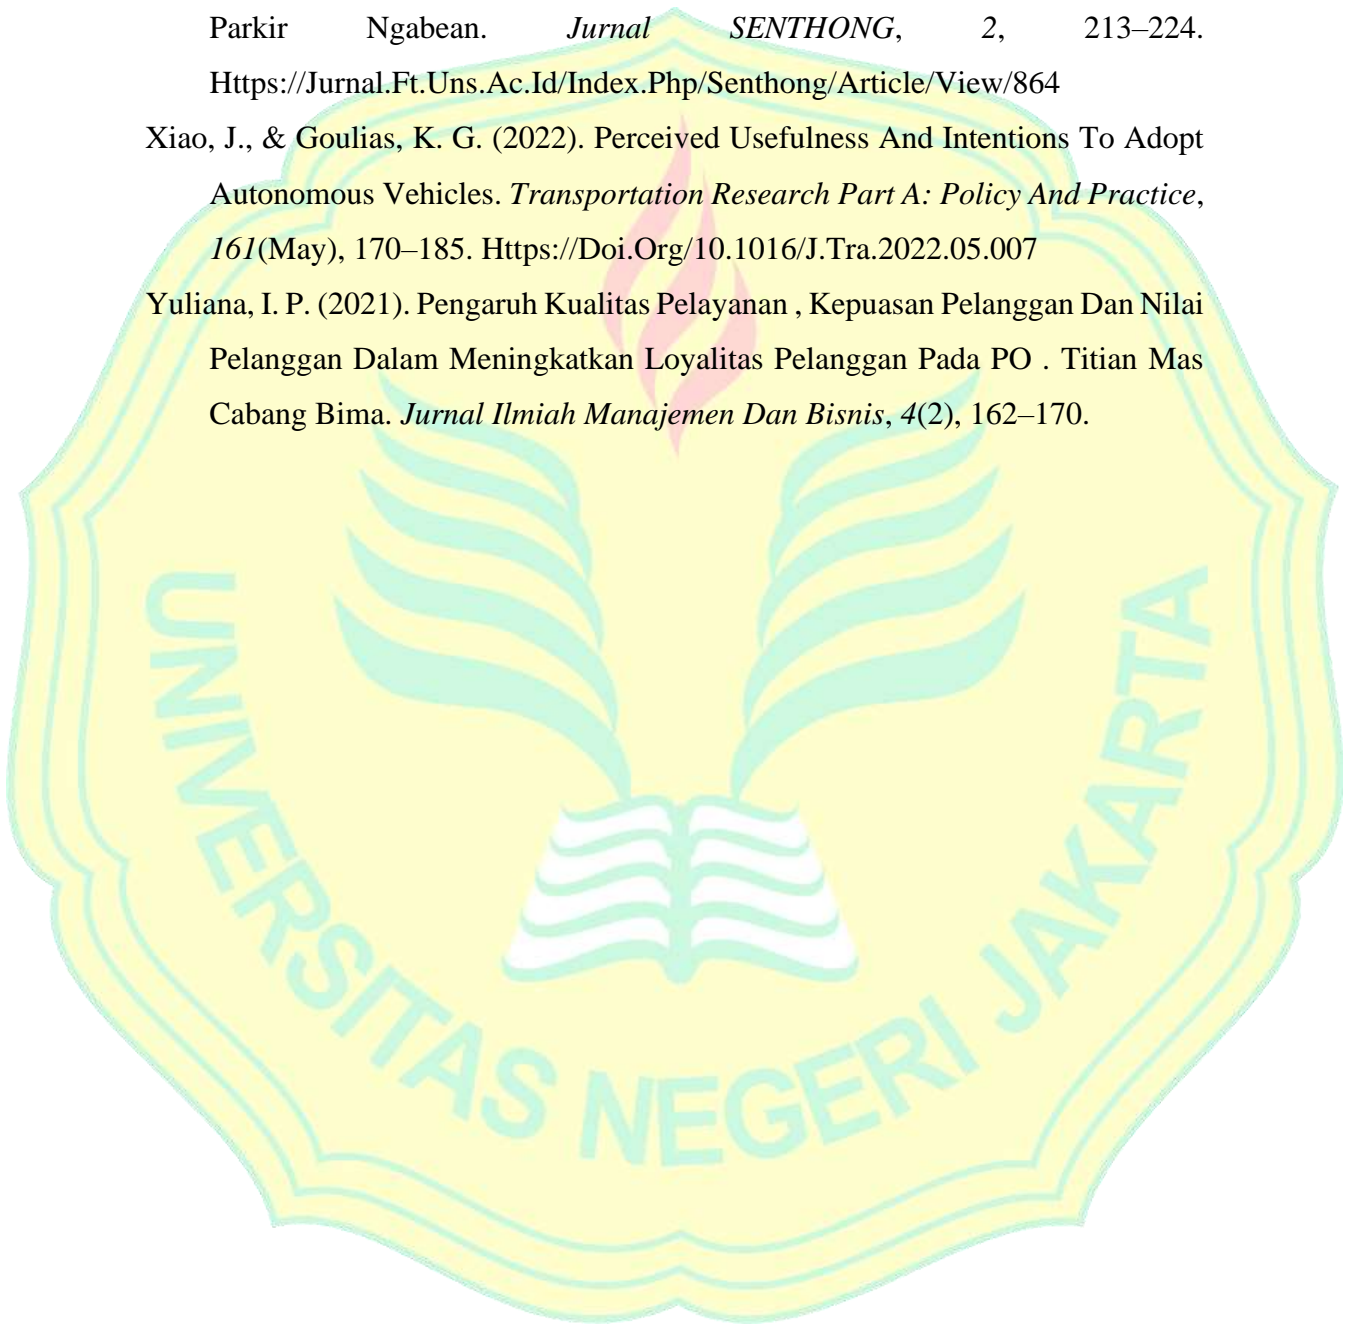 Parkir Ngabean. Jurnal SENTHONG, 2, 213–224.
Https://Jurnal.Ft.Uns.Ac.Id/Index.Php/Senthong/Article/View/864
Xiao, J., & Goulias, K. G. (2022). Perceived Usefulness And Intentions To Adopt
Autonomous Vehicles. Transportation Research Part A: Policy And Practice,
161(May), 170–185. Https://Doi.Org/10.1016/J.Tra.2022.05.007
Yuliana, I. P. (2021). Pengaruh Kualitas Pelayanan , Kepuasan Pelanggan Dan Nilai
Pelanggan Dalam Meningkatkan Loyalitas Pelanggan Pada PO . Titian Mas
Cabang Bima. Jurnal Ilmiah Manajemen Dan Bisnis, 4(2), 162–170.
UNIVERSITAS NEGERI JAKARTA